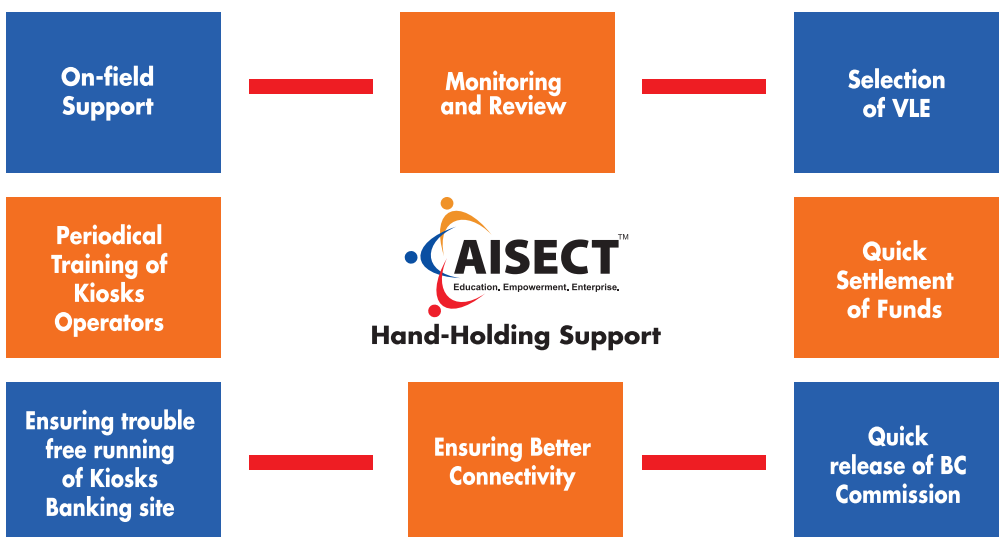 On-field
Support
Monitoring
and Review
Selection
of VLE
Periodical
Training of
Kiosks
Operators
AISECT™
Education. Empowerment. Enterprise.
Hand-Holding Support
Quick
Settlement
of Funds
Ensuring trouble
free running
of Kiosks
Banking site
Ensuring Better
Connectivity
Quick
release of BC
Commission